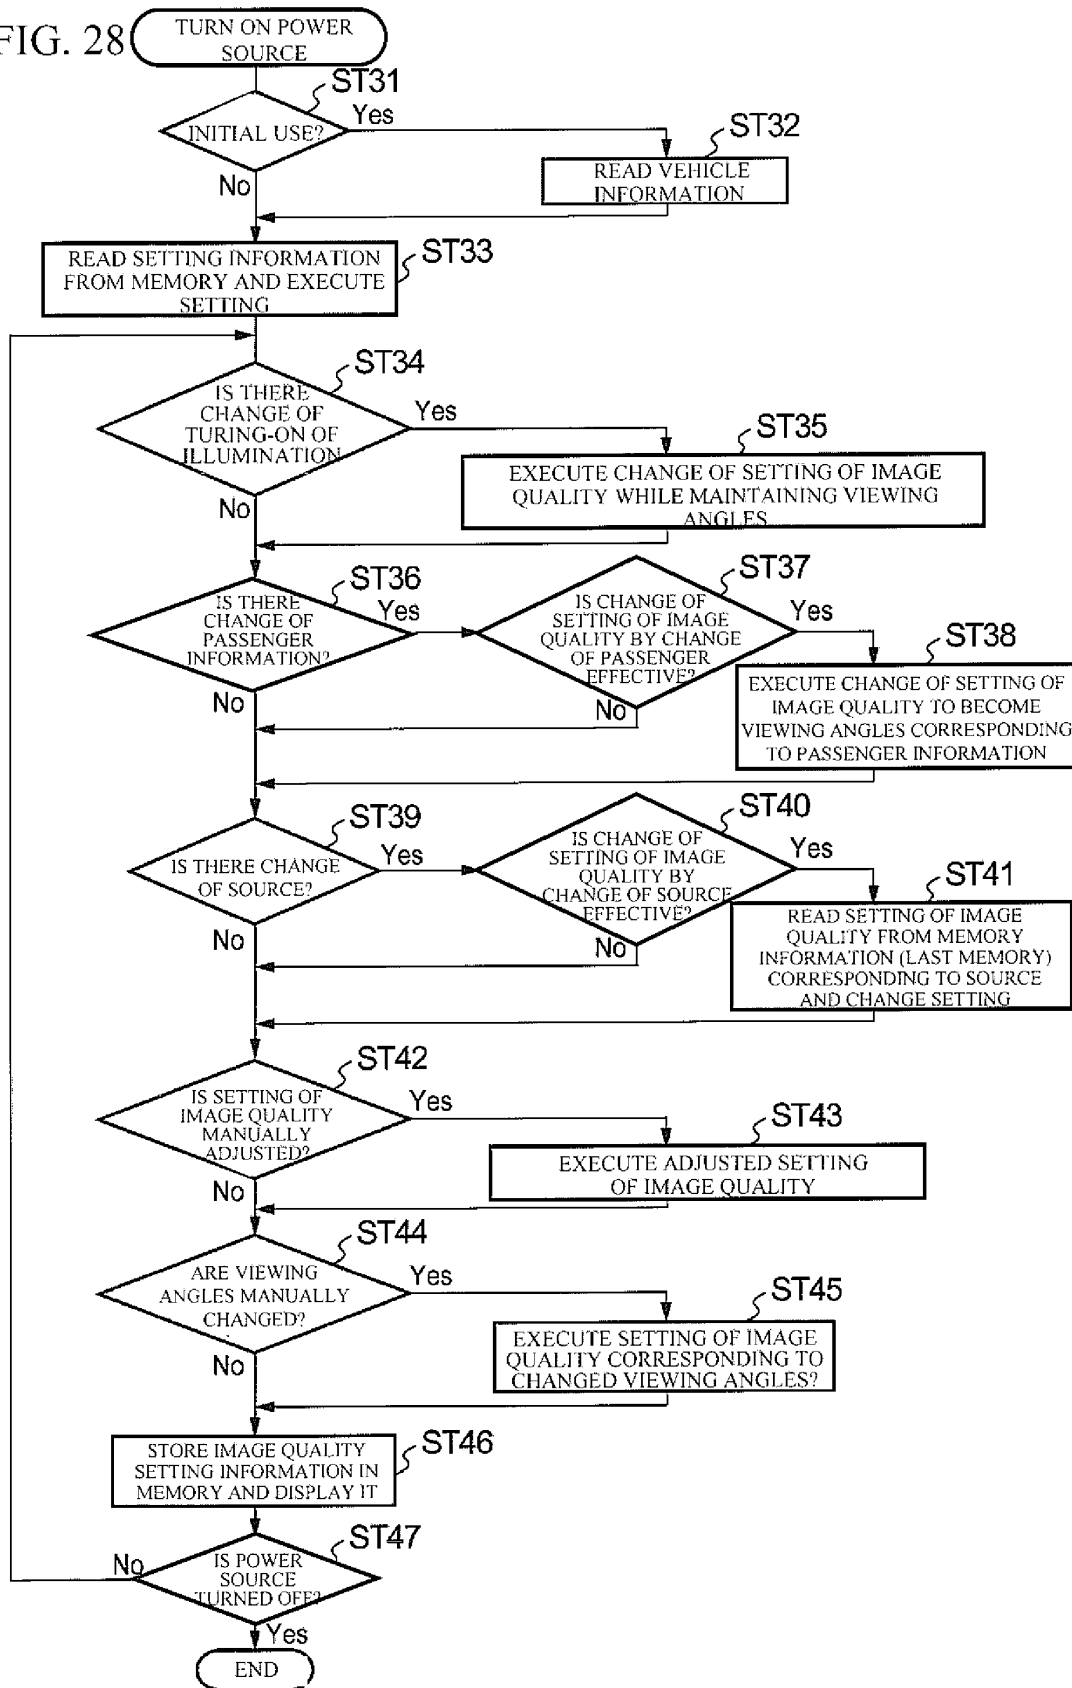 FIG. 28
TURN ON POWER
SOURCE
ST31
INITIAL USE?
Yes
No
ST32
READ VEHICLE
INFORMATION
ST33
READ SETTING INFORMATION
FROM MEMORY AND EXECUTE
SETTING
ST34
IS THERE
CHANGE OF
TURING-ON OF
ILLUMINATION
Yes
No
ST35
EXECUTE CHANGE OF SETTING OF IMAGE
QUALITY WHILE MAINTAINING VIEWING
ANGLES
ST36
IS THERE
CHANGE OF
PASSENGER
INFORMATION?
Yes
No
ST37
IS CHANGE OF
SETTING OF IMAGE
QUALITY BY CHANGE
OF PASSENGER
EFFECTIVE?
Yes
No
ST38
EXECUTE CHANGE OF SETTING OF
IMAGE QUALITY TO BECOME
VIEWING ANGLES CORRESPONDING
TO PASSENGER INFORMATION
ST39
IS THERE CHANGE
OF SOURCE?
Yes
No
ST40
IS CHANGE OF
SETTING OF IMAGE
QUALITY BY
CHANGE OF SOURCE
EFFECTIVE?
Yes
No
ST41
READ SETTING OF IMAGE
QUALITY FROM MEMORY
INFORMATION (LAST MEMORY)
CORRESPONDING TO SOURCE
AND CHANGE SETTING
ST42
IS SETTING OF
IMAGE QUALITY
MANUALLY
ADJUSTED?
Yes
No
ST43
EXECUTE ADJUSTED SETTING
OF IMAGE QUALITY
ST44
ARE VIEWING
ANGLES MANUALLY
CHANGED?
Yes
No
ST45
EXECUTE SETTING OF IMAGE
QUALITY CORRESPONDING TO
CHANGED VIEWING ANGLES?
ST46
STORE IMAGE QUALITY
SETTING INFORMATION IN
MEMORY AND DISPLAY IT
ST47
IS POWER
SOURCE
TURNED OFF?
No
Yes
END